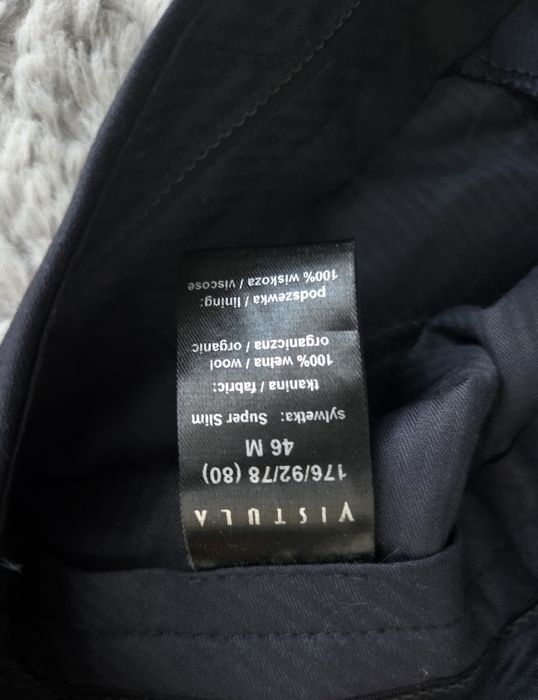 VISTULA
176/92/78 (80)
46 M
sylwetka: Super Slim
tkanina / fabric:
100% wełna / wool
organiczna / organic
podszewka / lining:
100% wiskoza / viscose